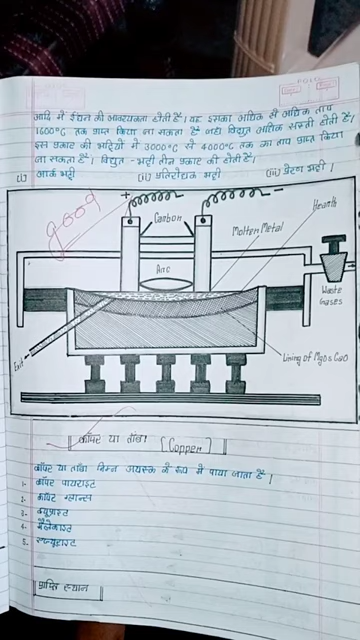 आदि में ईंधन की आवश्यकता होती है। यह इसका अधिक से अधिक ताप
1600°C तक प्राप्त किया जा सकता है जहाँ विद्युत अधिक सस्ती होती है।
इस प्रकार की भट्टियों में 3000°C से 4000°C तक का ताप प्राप्त किया
जा सकता है। विद्युत - भट्टी तीन प्रकार की होती है।
(i) आर्क भट्टी (ii) प्रतिरोधक भट्टी (iii) प्रेरण भट्टी।
good
+ -
Carbon
Hearth
Molten Metal
Arc
Waste
Gases
Exit
Lining of MgO & CaO
कॉपर या ताँबा [Copper]
कॉपर या ताँबा निम्न अयस्क के रूप में पाया जाता है।
1- कॉपर पायराइट
2- कॉपर ग्लान्स
3- क्यूप्राइट
4- मैलेकाइट
5-
प्राप्ति स्थान